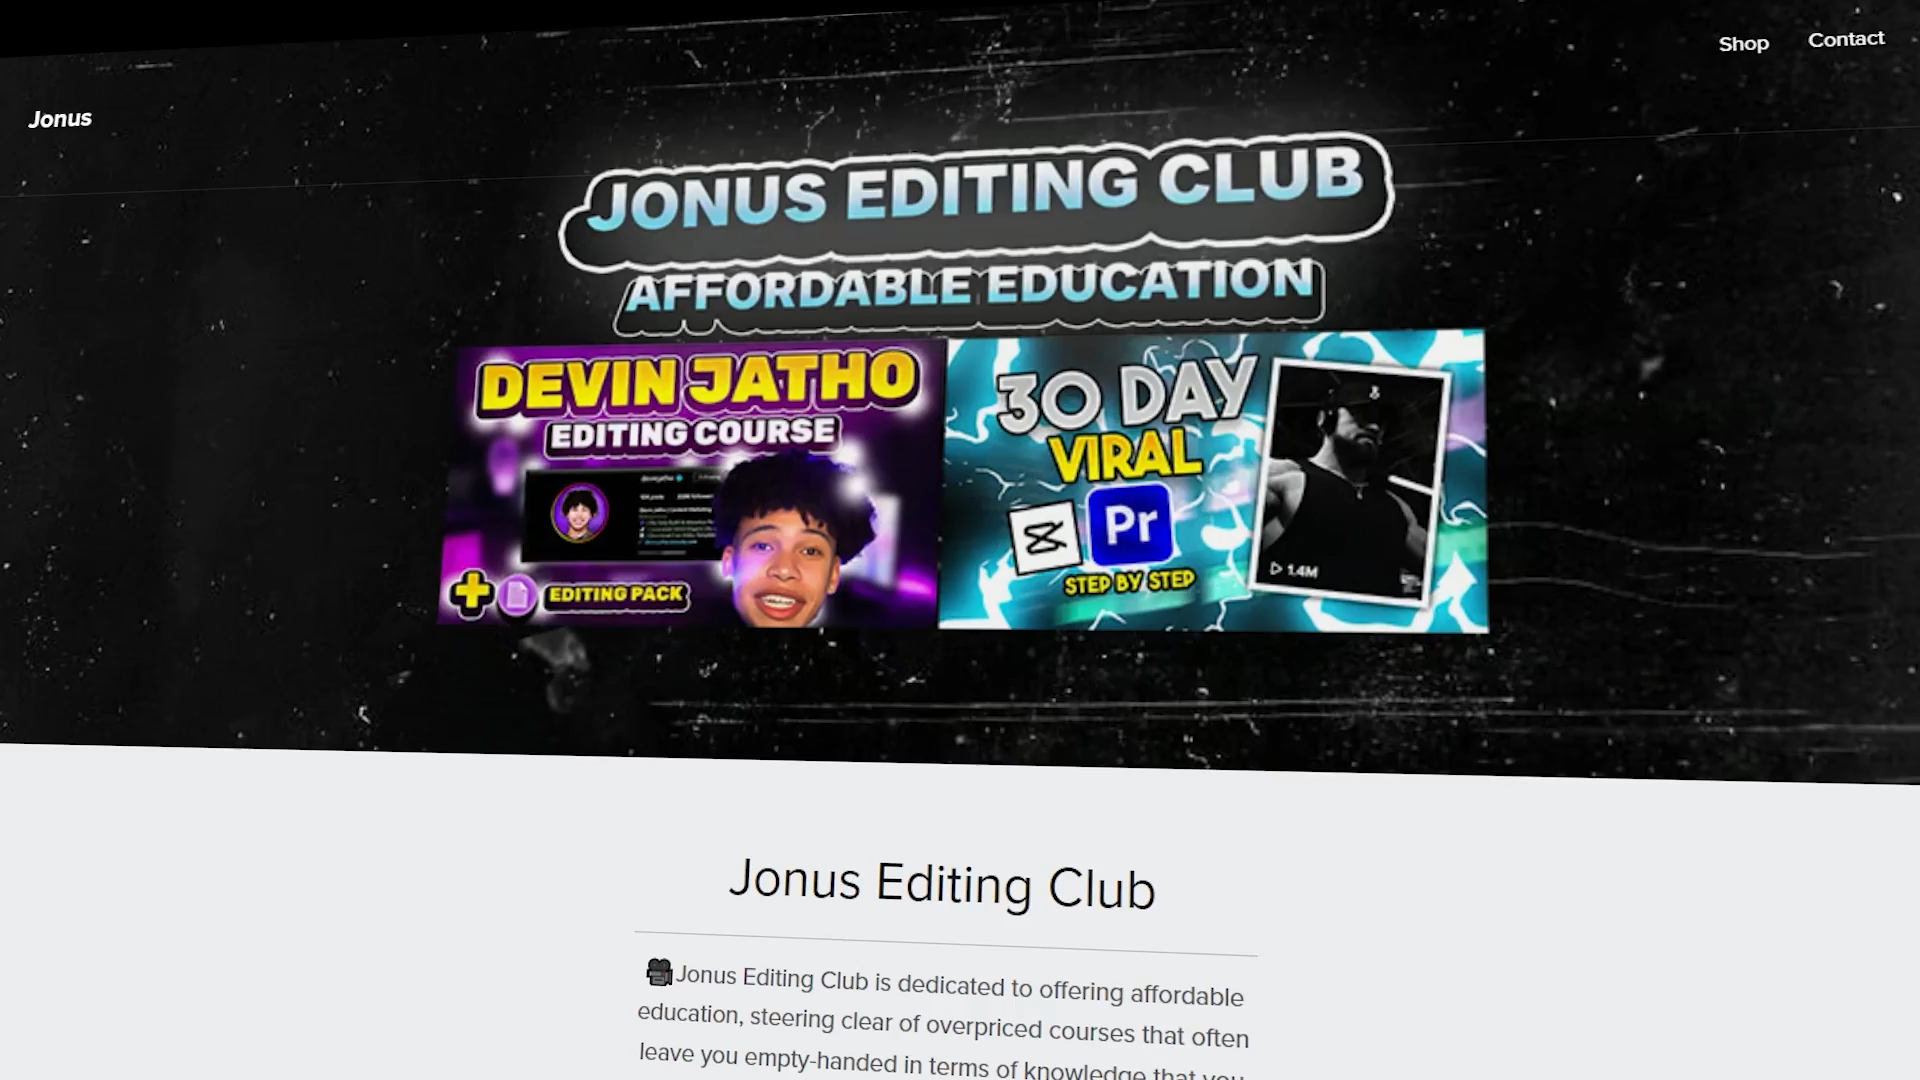 Shop
Contact
Jonus
JONUS EDITING CLUB
AFFORDABLE EDUCATION
DEVIN JATHO
EDITING COURSE
EDITING PACK
30 DAY
VIRAL
Pr
STEP BY STEP
1.4M
Jonus Editing Club
Jonus Editing Club is dedicated to offering affordable
education, steering clear of overpriced courses that often
leave you empty-handed in terms of knowledge that you